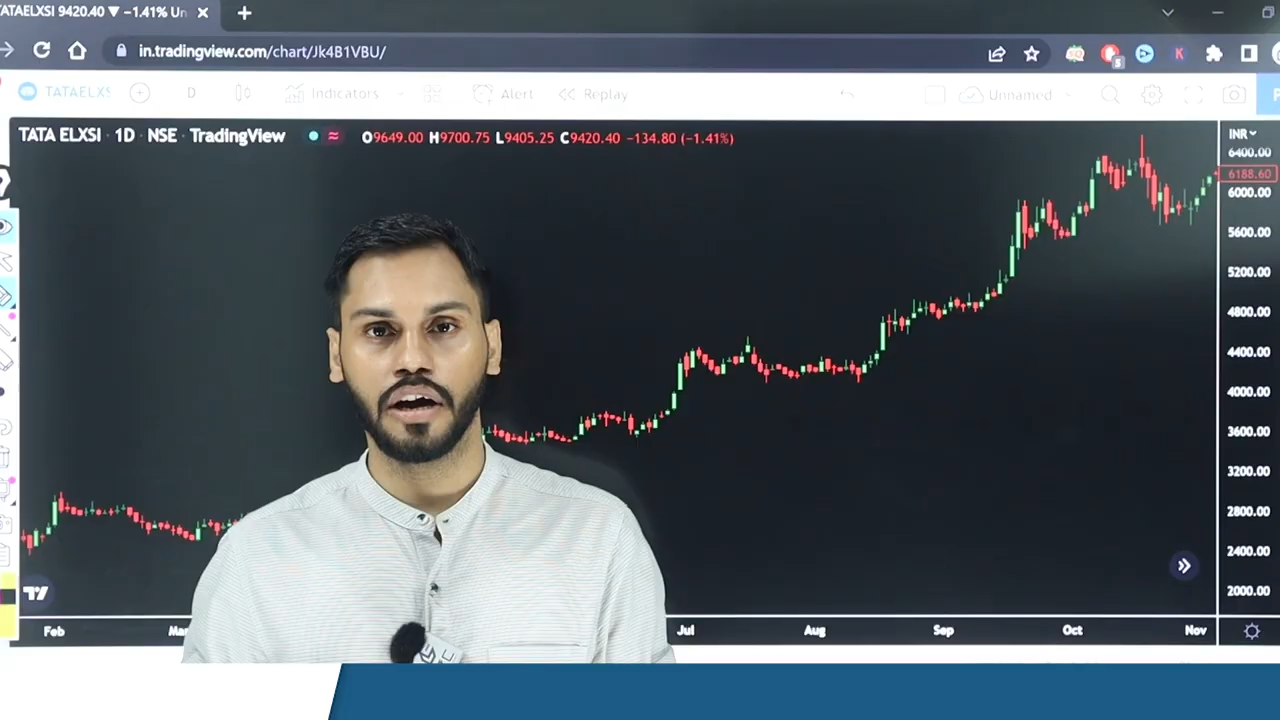 TATAELXSI 9420.40 ▼ −1.41% Un
in.tradingview.com/chart/Jk4B1VBU/
TATAELXS D Indicators Alert Replay Unnamed
TATA ELXSI · 1D · NSE · TradingView O9649.00 H9700.75 L9405.25 C9420.40 −134.80 (−1.41%)
INR
6400.00
6188.60
6000.00
5600.00
5200.00
4800.00
4400.00
4000.00
3600.00
3200.00
2800.00
2400.00
2000.00
Feb Mar Jul Aug Sep Oct Nov